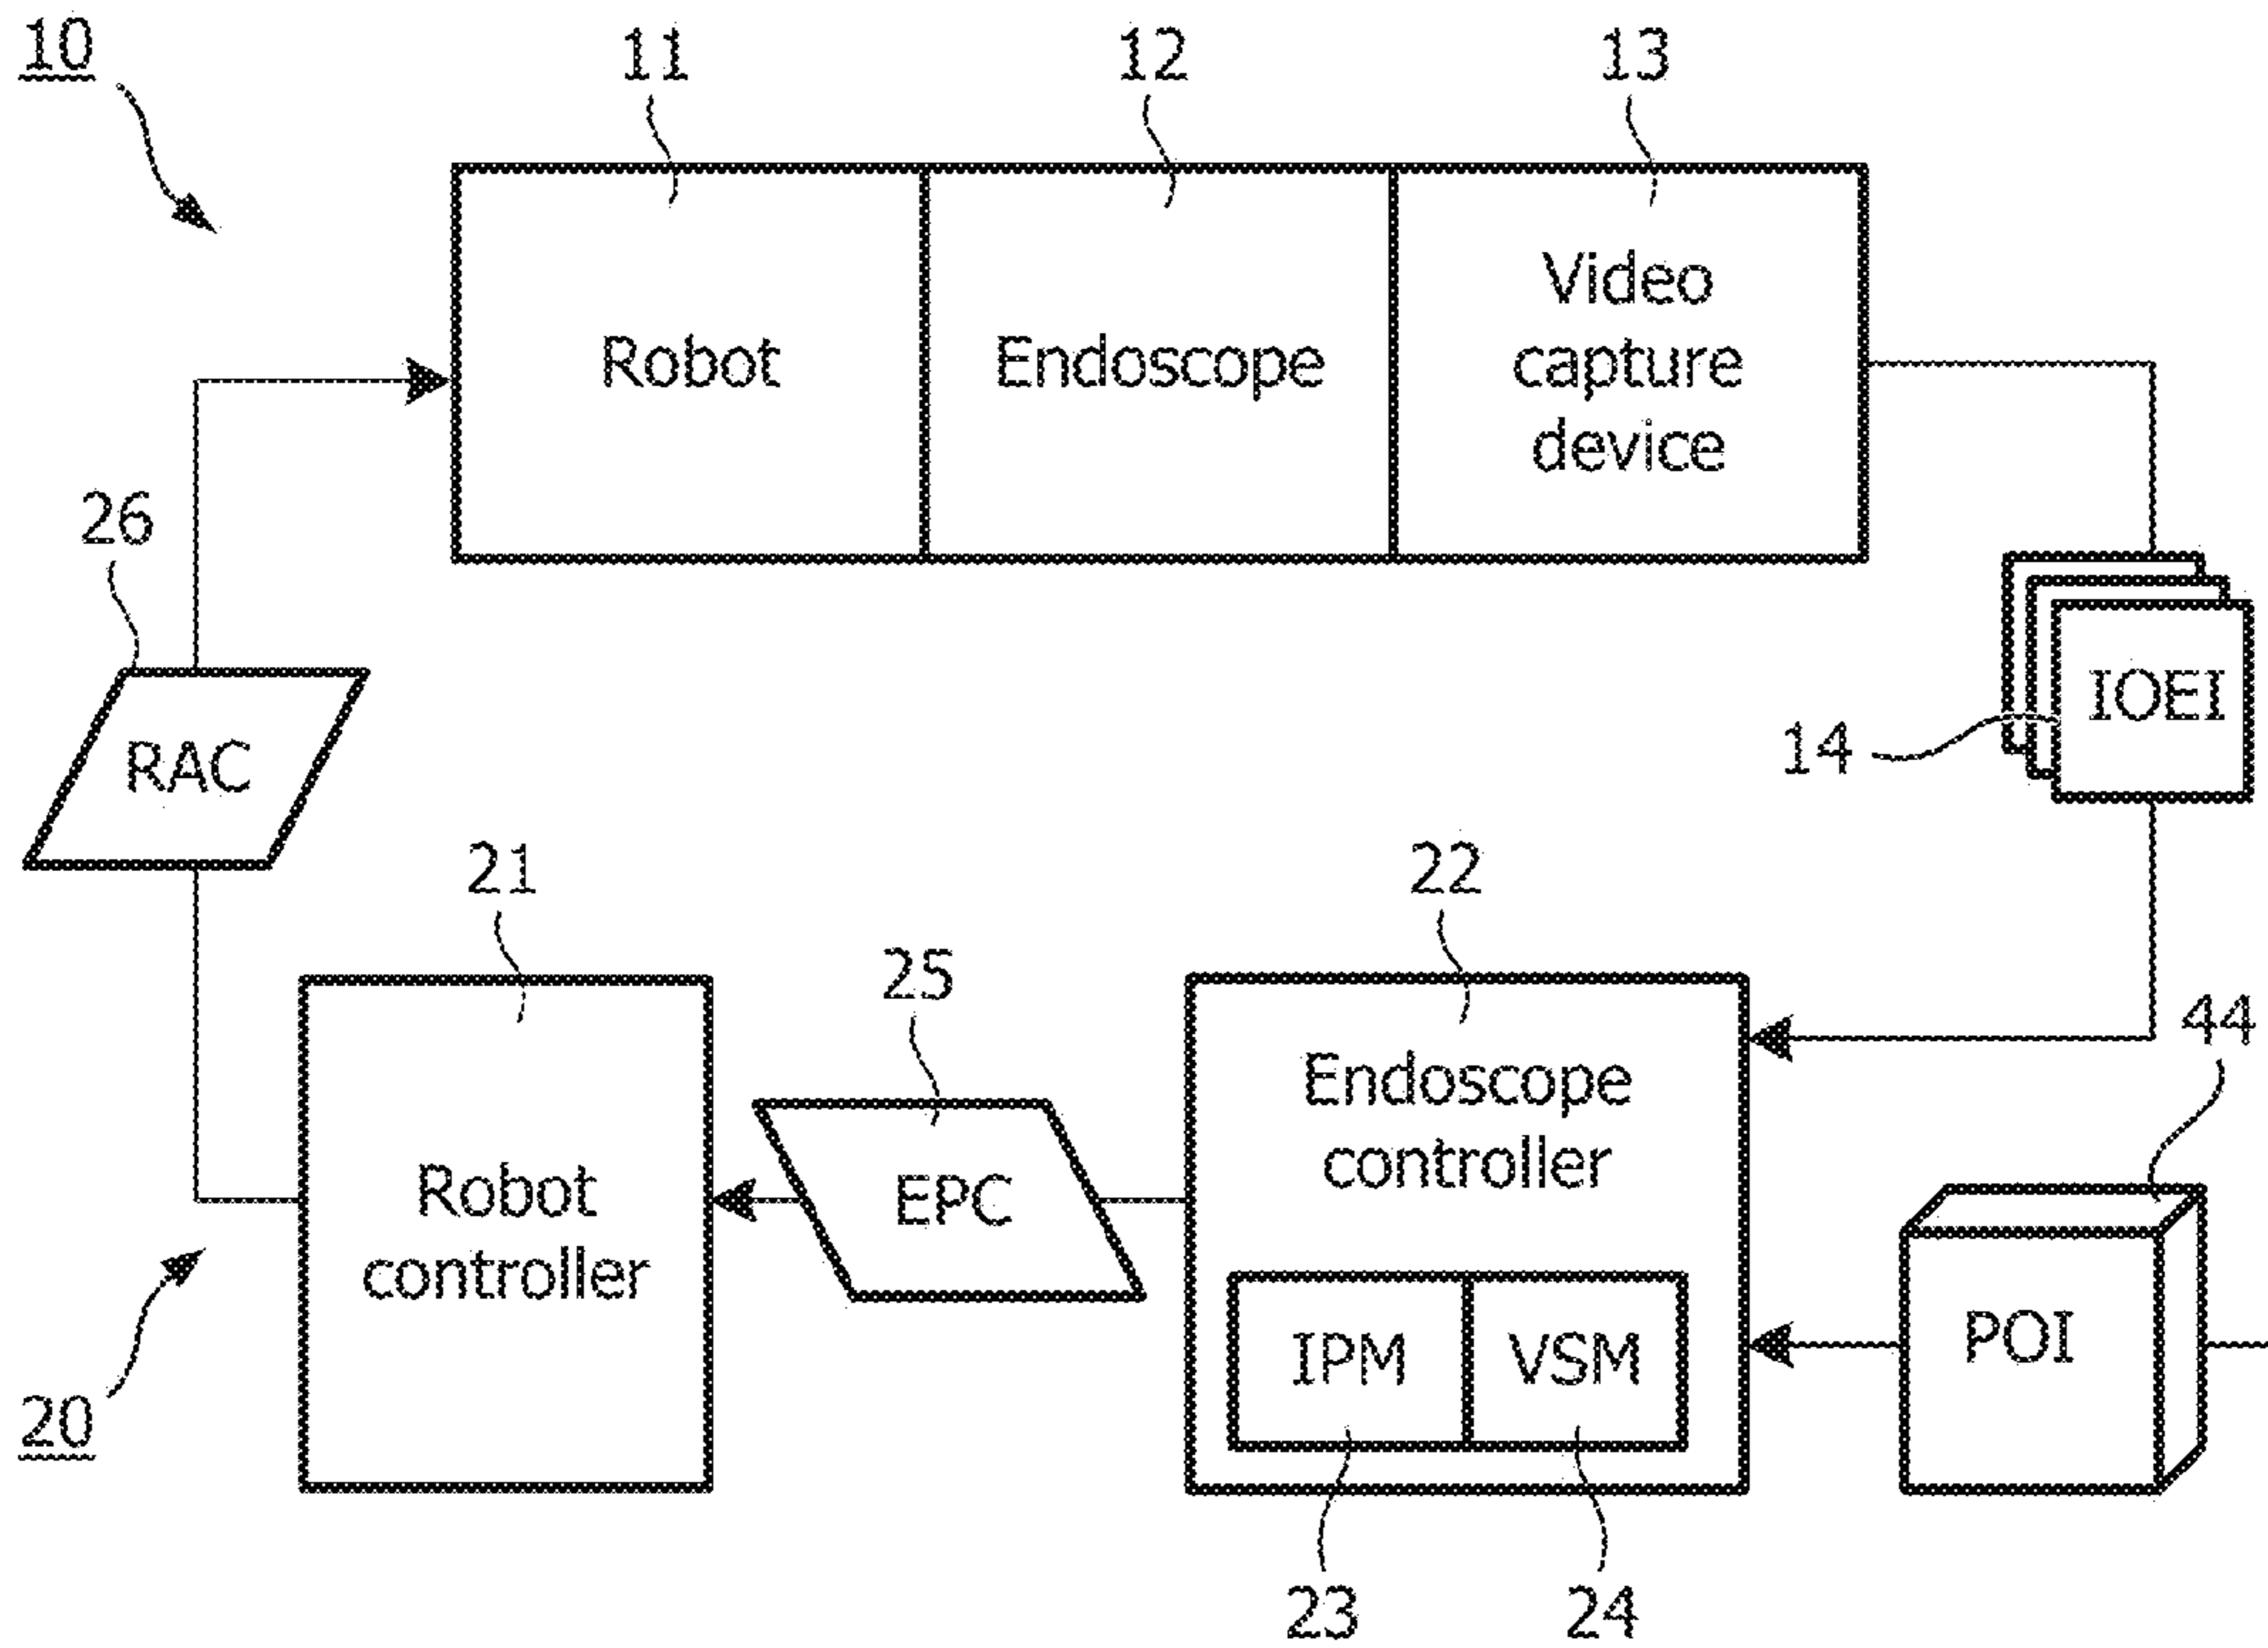 10
11
12
13
Robot
Endoscope
Video
capture
device
26
RAC
IOEI
14
21
22
25
44
Robot
controller
EPC
Endoscope
controller
IPM
VSM
POI
20
23
24